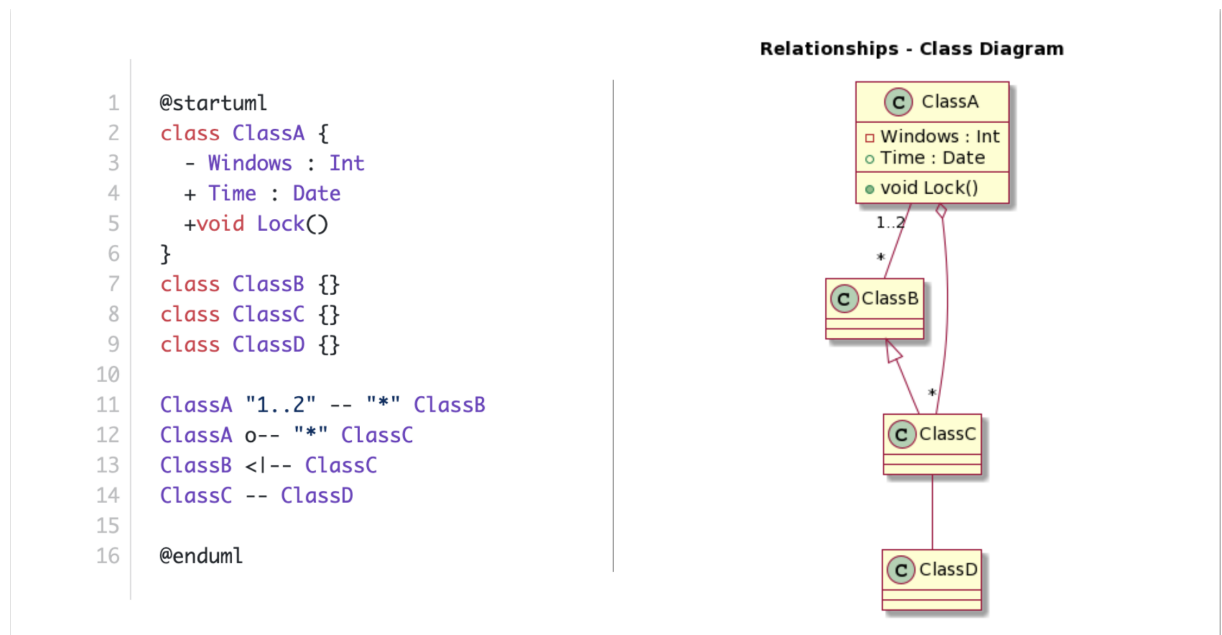 1 @startuml
2 class ClassA {
3 - Windows : Int
4 + Time : Date
5 +void Lock()
6 }
7 class ClassB {}
8 class ClassC {}
9 class ClassD {}
10
11 ClassA "1..2" -- "*" ClassB
12 ClassA o-- "*" ClassC
13 ClassB <|-- ClassC
14 ClassC -- ClassD
15
16 @enduml
Relationships - Class Diagram
C ClassA
Windows : Int
Time : Date
void Lock()
1..2
*
C ClassB
*
C ClassC
C ClassD